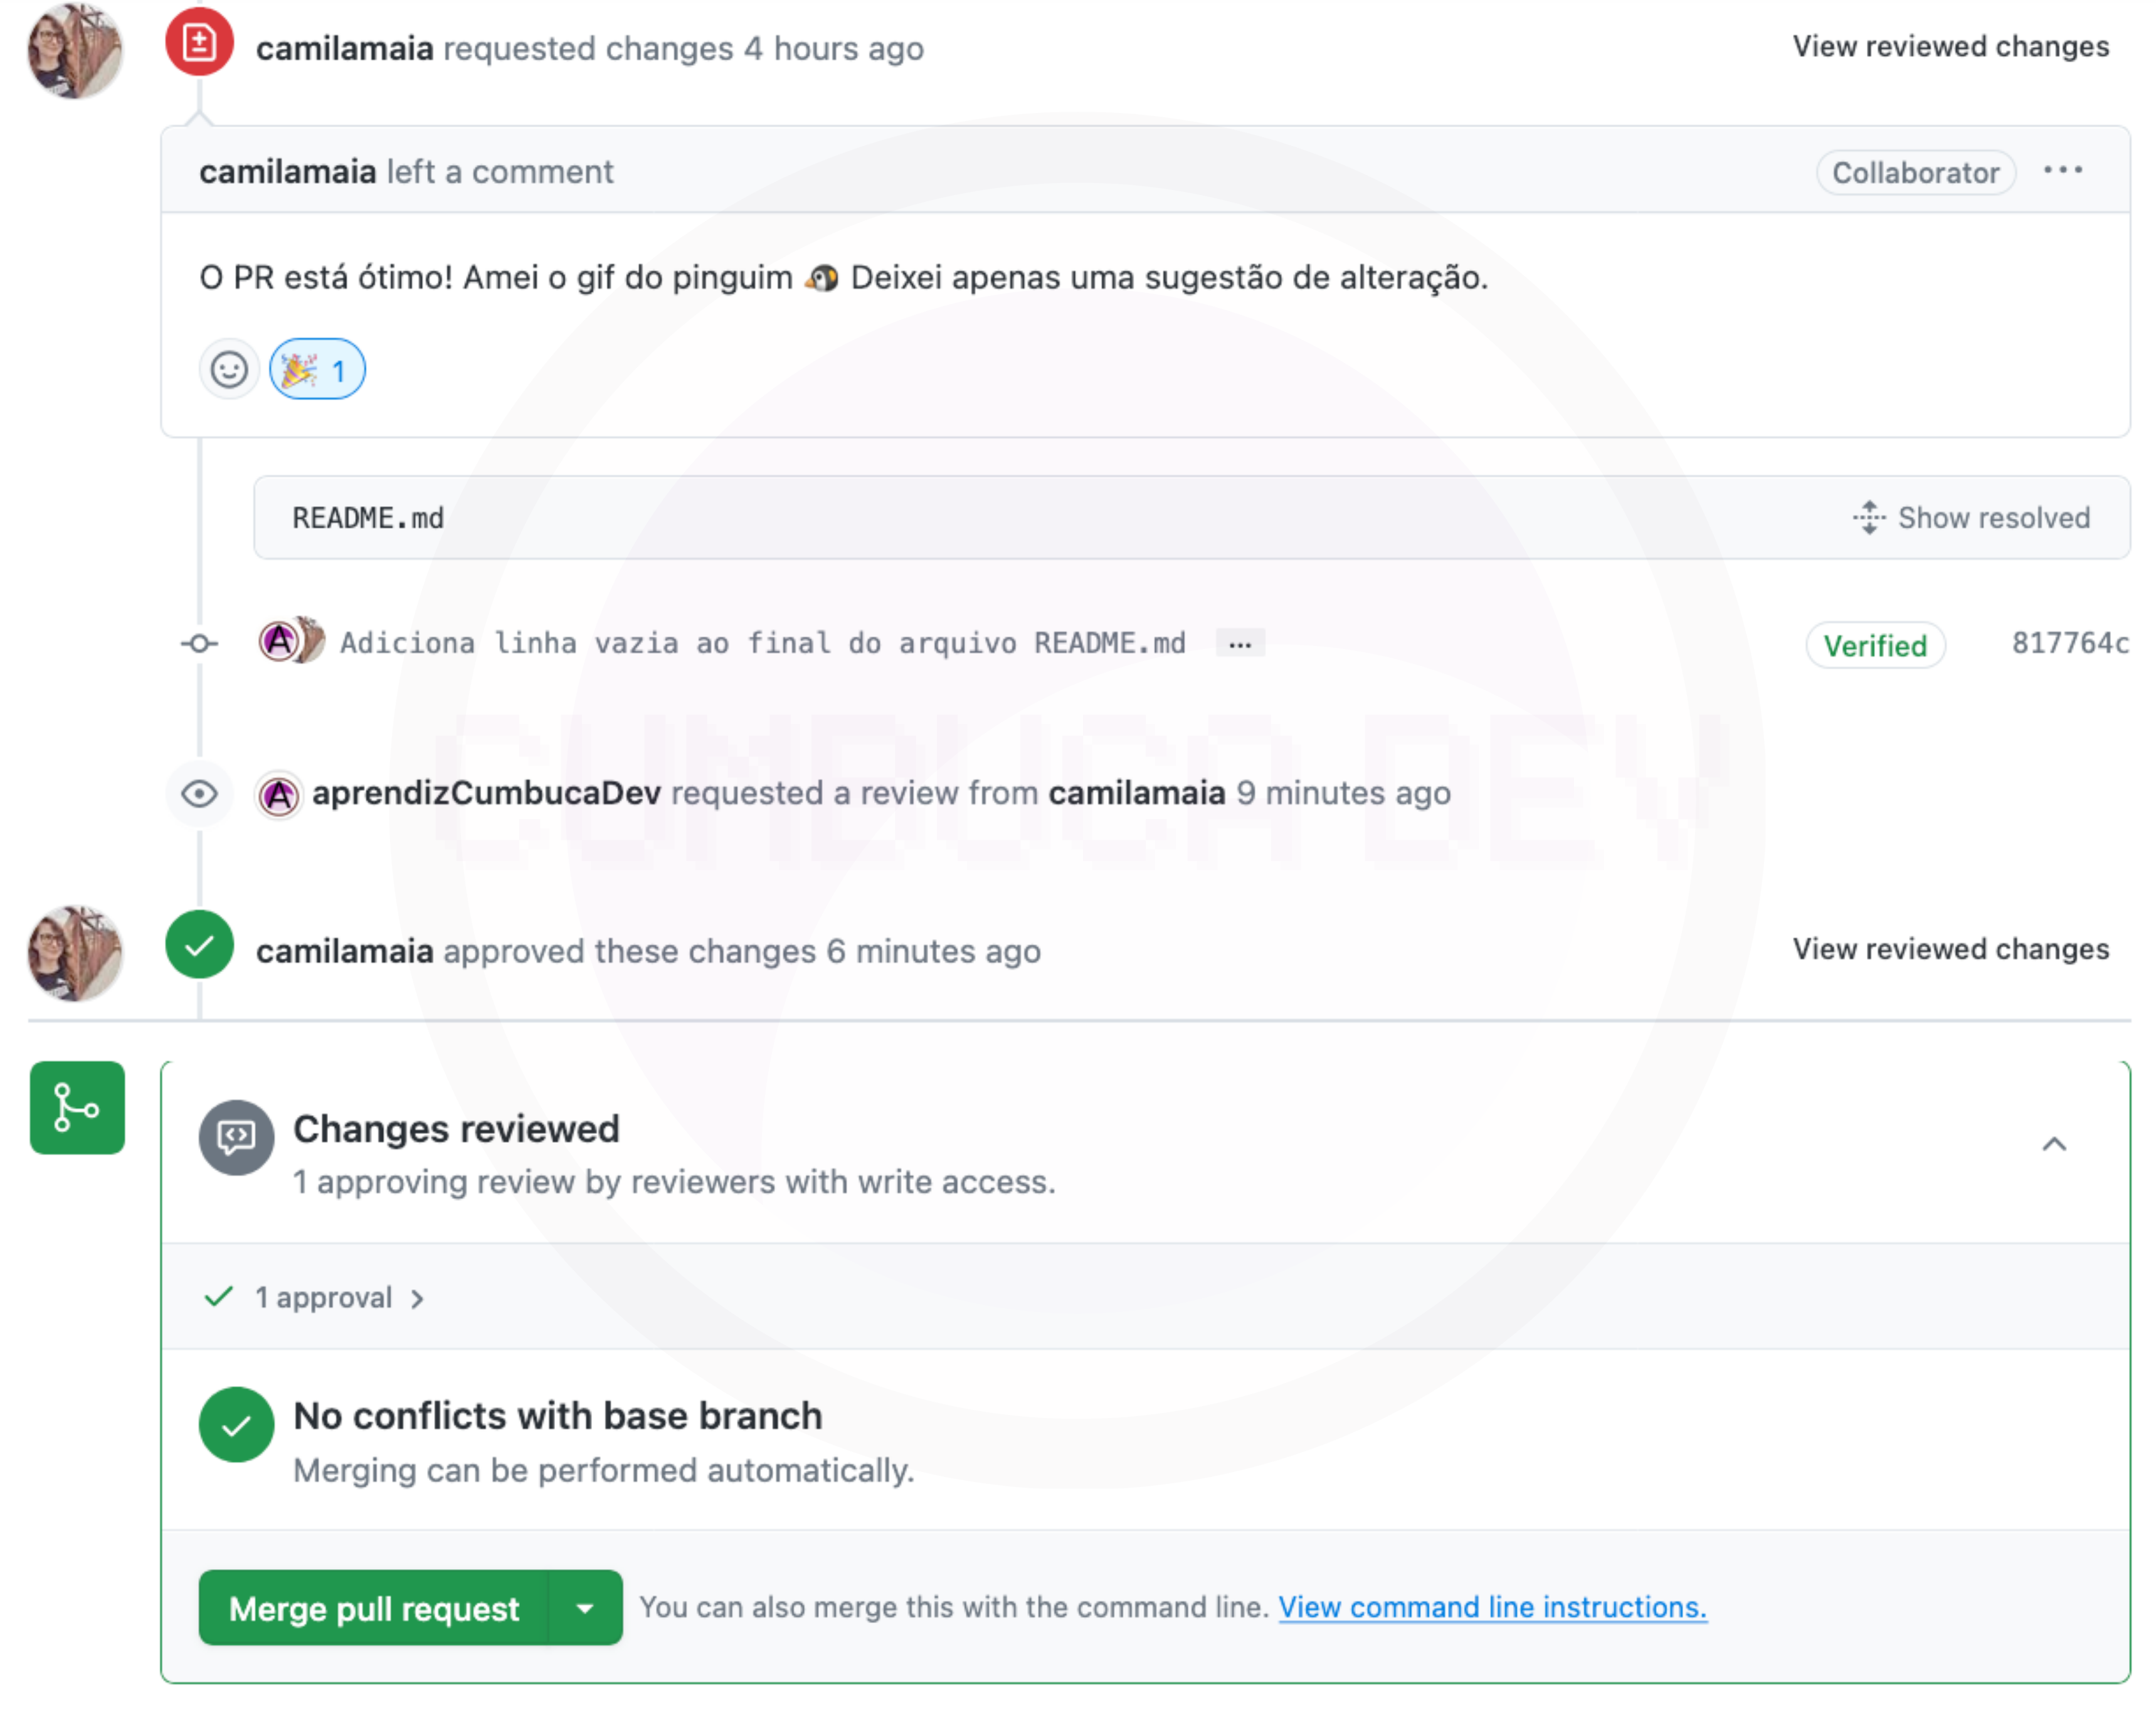 camilamaia requested changes 4 hours ago
View reviewed changes
camilamaia left a comment
Collaborator
O PR está ótimo! Amei o gif do pinguim 🐧 Deixei apenas uma sugestão de alteração.
🎉 1
README.md
Show resolved
Adiciona linha vazia ao final do arquivo README.md ...
Verified
817764c
aprendizCumbucaDev requested a review from camilamaia 9 minutes ago
CUMBUCA DEV
camilamaia approved these changes 6 minutes ago
View reviewed changes
Changes reviewed
1 approving review by reviewers with write access.
1 approval
No conflicts with base branch
Merging can be performed automatically.
Merge pull request
You can also merge this with the command line. View command line instructions.